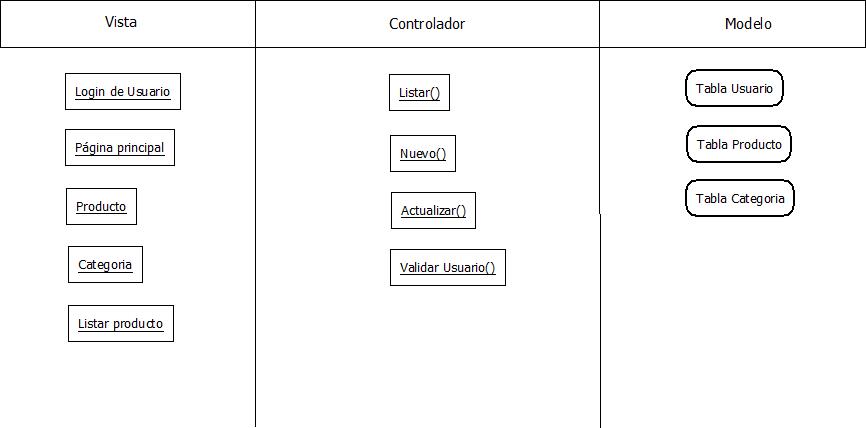 Vista
Controlador
Modelo
Login de Usuario
Página principal
Producto
Categoria
Listar producto
Listar()
Nuevo()
Actualizar()
Validar Usuario()
Tabla Usuario
Tabla Producto
Tabla Categoria